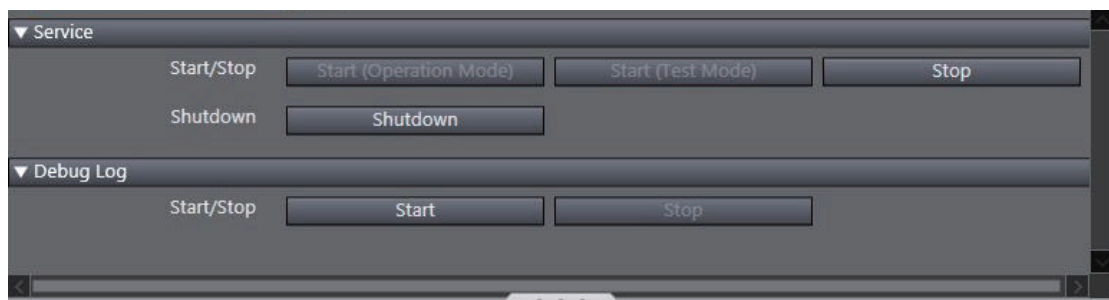 ▼ Service
Start/Stop Start (Operation Mode) Start (Test Mode) Stop
Shutdown Shutdown
▼ Debug Log
Start/Stop Start Stop